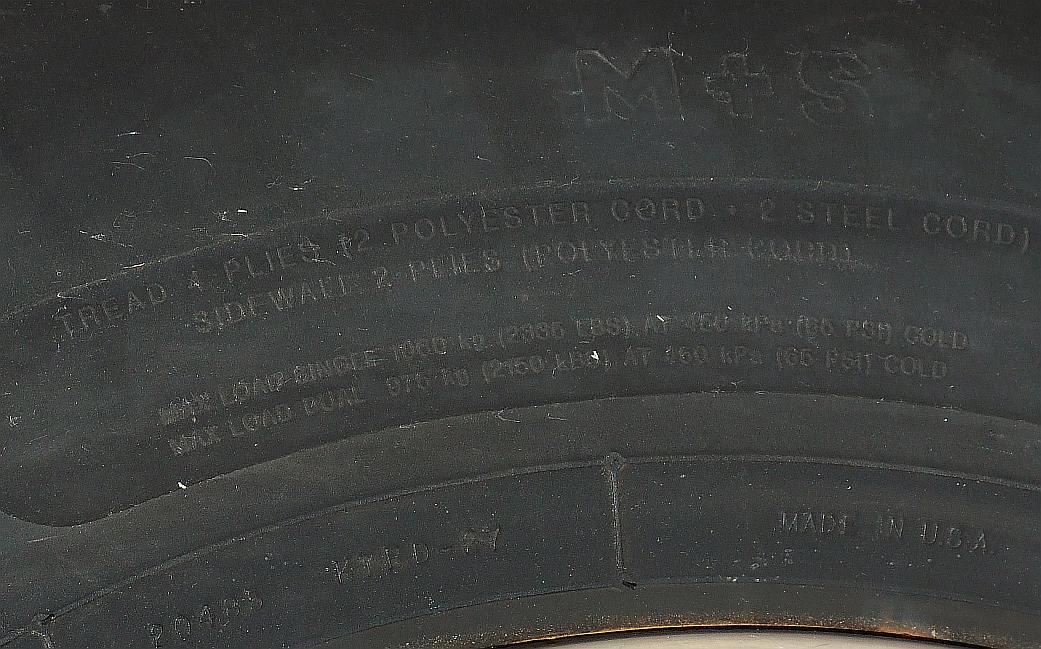 M+S
TREAD 4 PLIES (2 POLYESTER CORD · 2 STEEL CORD)
SIDEWALL 2 PLIES (POLYESTER CORD)
MAX LOAD SINGLE 1060 kg (2335 LBS) AT 450 kPa (65 PSI) COLD
MAX LOAD DUAL 975 kg (2150 LBS) AT 450 kPa (65 PSI) COLD
MADE IN U.S.A.